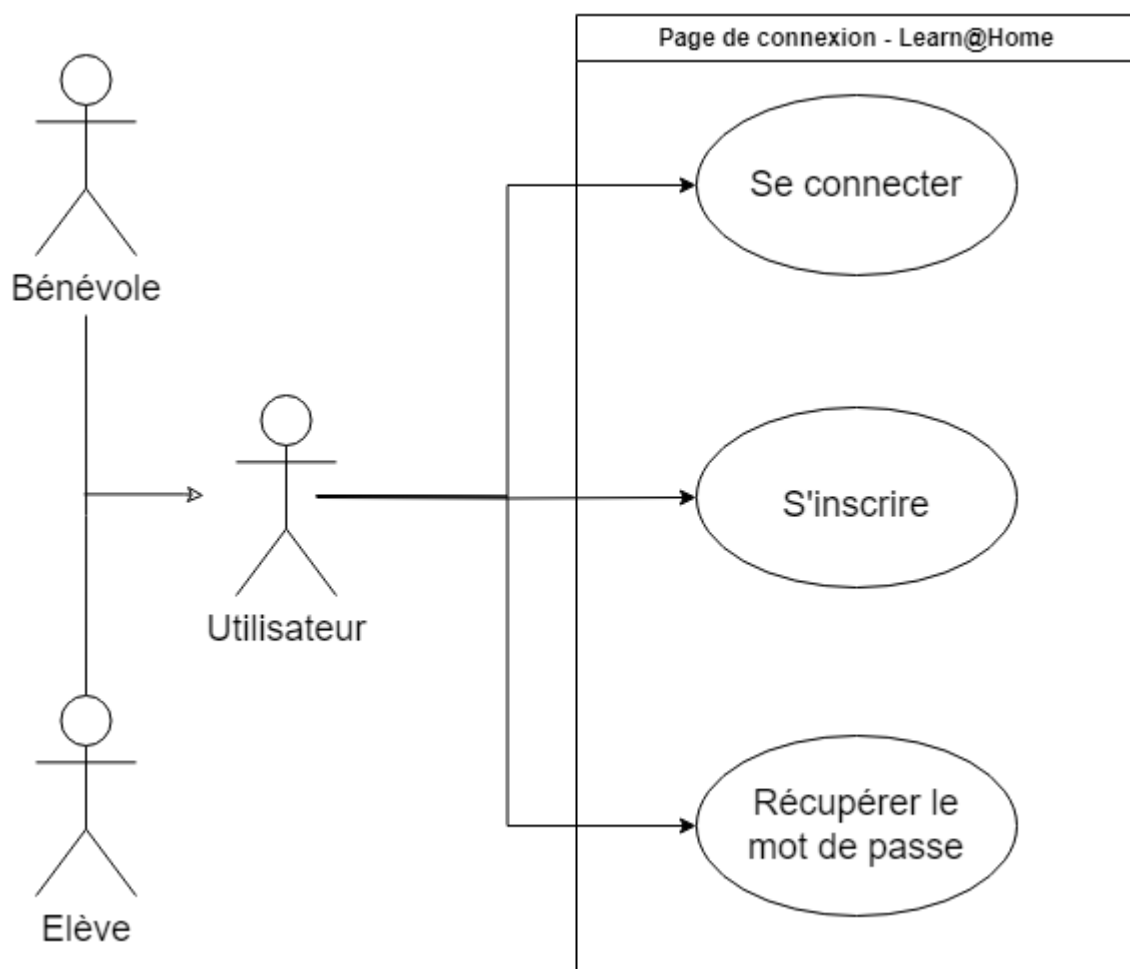 Page de connexion - Learn@Home
Se connecter
Bénévole
S'inscrire
Utilisateur
Récupérer le
mot de passe
Elève